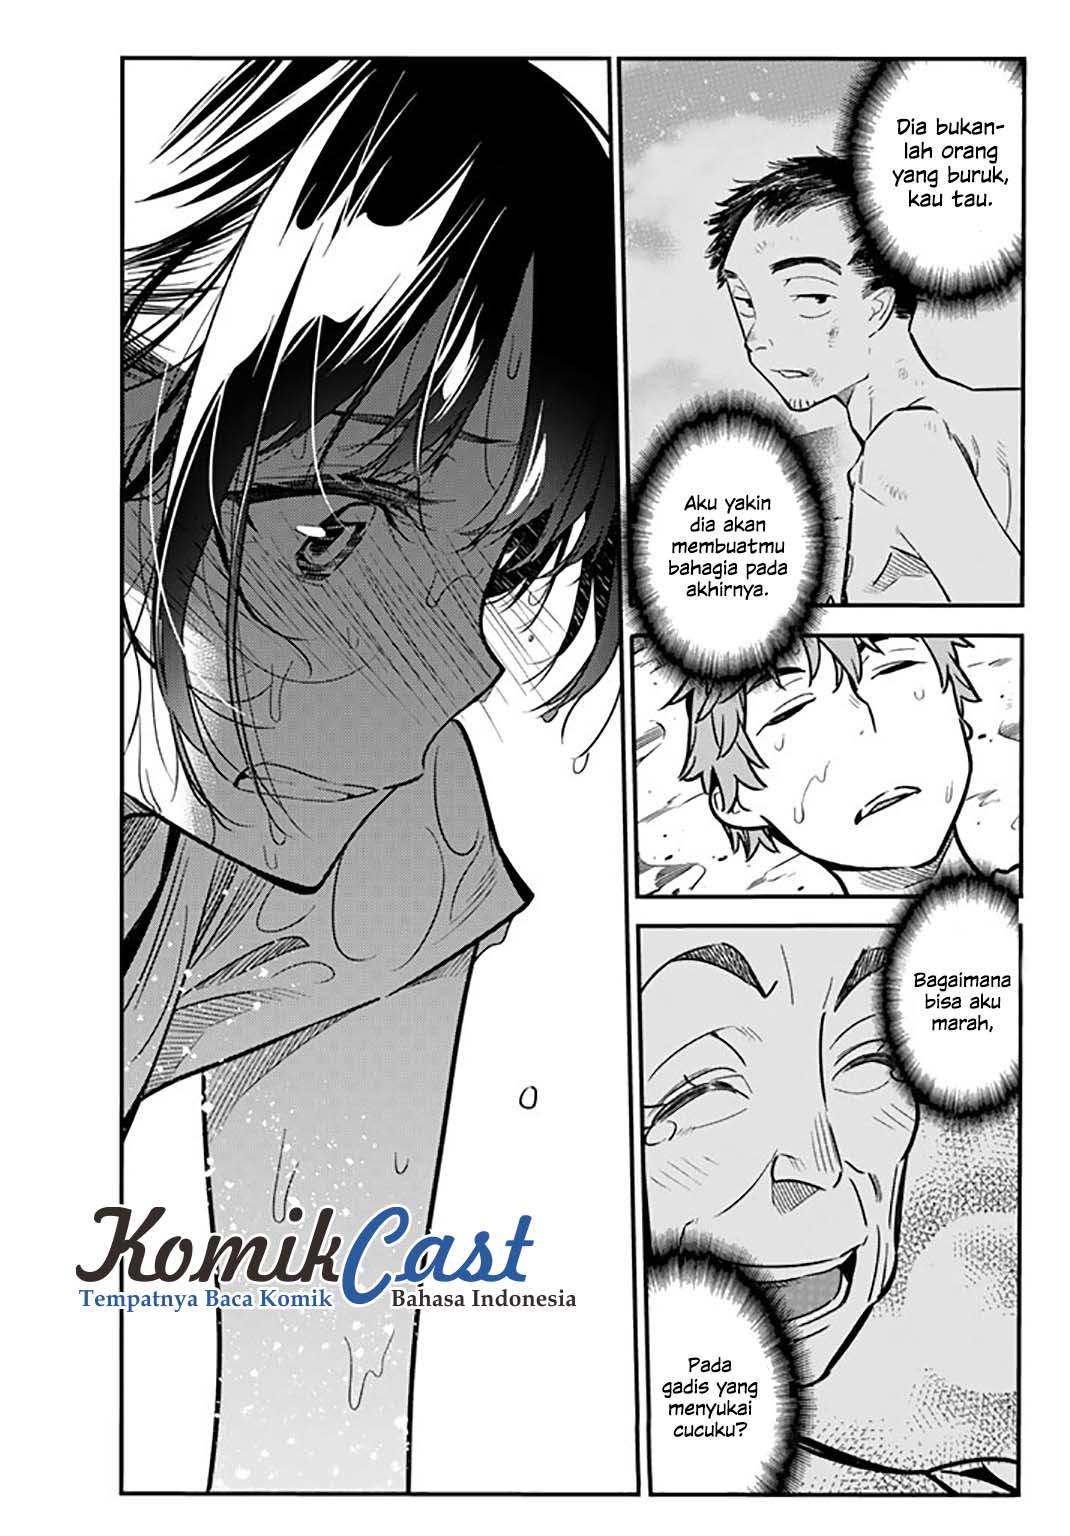 Dia bukan-
lah orang
yang buruk,
kau tau.
Aku yakin
dia akan
membuatmu
bahagia pada
akhirnya.
Bagaimana
bisa aku
marah,
Pada
gadis yang
menyukai
cucuku?
KomikCast
Tempatnya Baca Komik Bahasa Indonesia